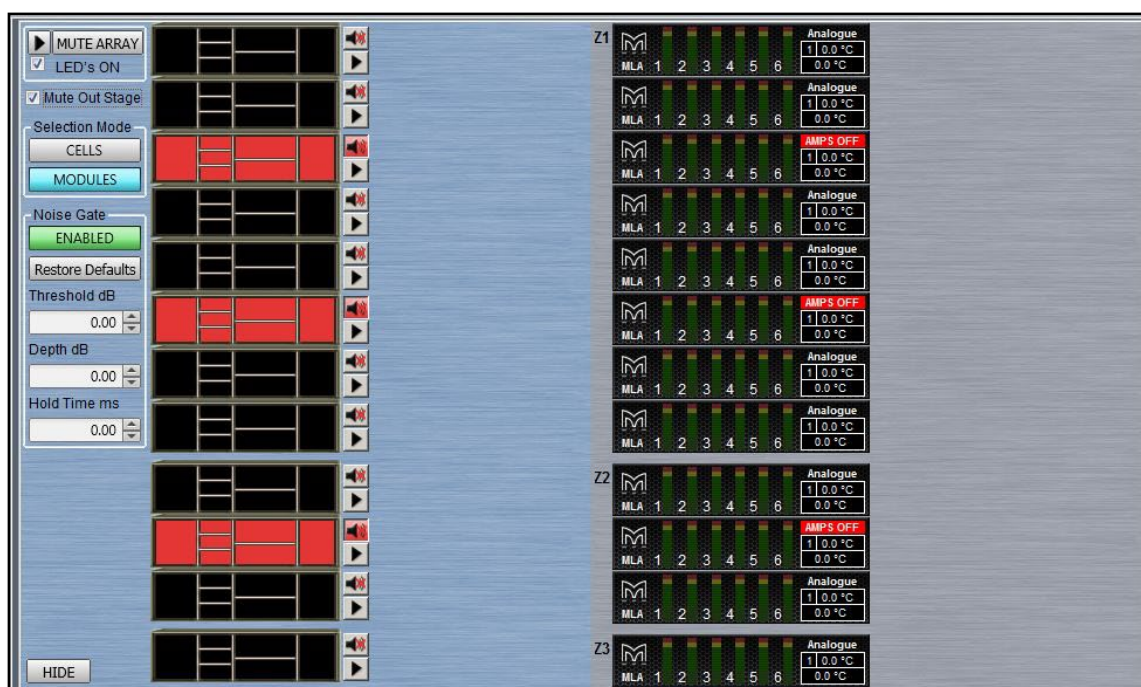 MUTE ARRAY
LED's ON
Mute Out Stage
Selection Mode
CELLS
MODULES
Noise Gate
ENABLED
Restore Defaults
Threshold dB
0.00
Depth dB
0.00
Hold Time ms
0.00
HIDE
Z1
Analogue
1 0.0 °C
MLA 1 2 3 4 5 6 0.0 °C
Analogue
1 0.0 °C
MLA 1 2 3 4 5 6 0.0 °C
AMPS OFF
1 0.0 °C
MLA 1 2 3 4 5 6 0.0 °C
Analogue
1 0.0 °C
MLA 1 2 3 4 5 6 0.0 °C
Analogue
1 0.0 °C
MLA 1 2 3 4 5 6 0.0 °C
AMPS OFF
1 0.0 °C
MLA 1 2 3 4 5 6 0.0 °C
Analogue
1 0.0 °C
MLA 1 2 3 4 5 6 0.0 °C
Analogue
1 0.0 °C
MLA 1 2 3 4 5 6 0.0 °C
Z2
Analogue
1 0.0 °C
MLA 1 2 3 4 5 6 0.0 °C
AMPS OFF
1 0.0 °C
MLA 1 2 3 4 5 6 0.0 °C
Analogue
1 0.0 °C
MLA 1 2 3 4 5 6 0.0 °C
Z3
Analogue
1 0.0 °C
MLA 1 2 3 4 5 6 0.0 °C